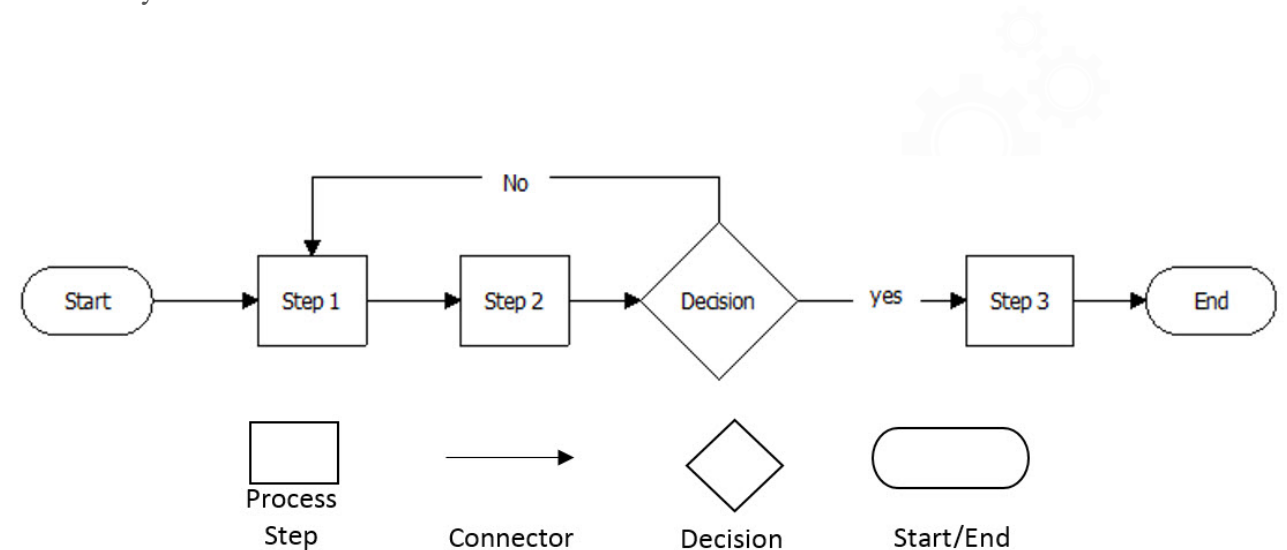 No
Start
Step 1
Step 2
Decision
yes
Step 3
End
Process
Step
Connector
Decision
Start/End